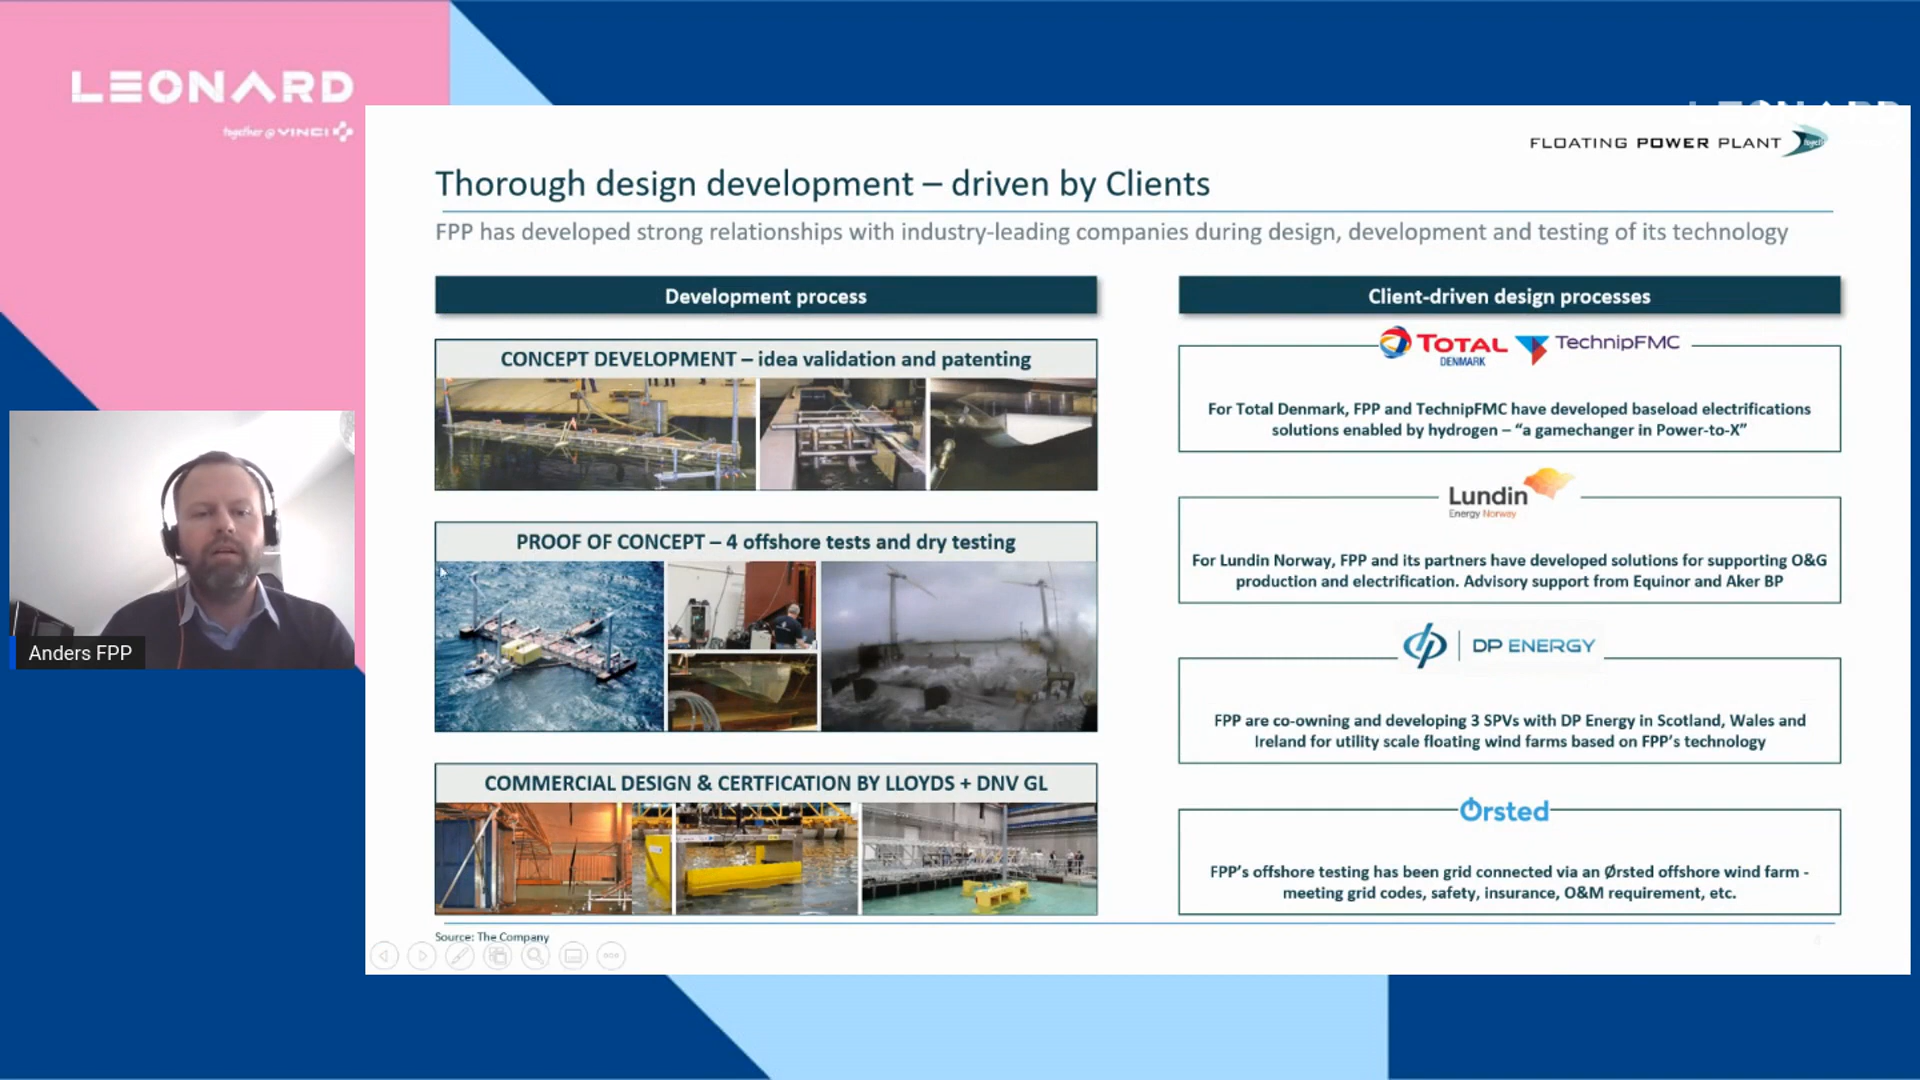 LEONARD
together @ VINCI
LEONARD
FLOATING POWER PLANT
Thorough design development – driven by Clients
FPP has developed strong relationships with industry-leading companies during design, development and testing of its technology
Development process
CONCEPT DEVELOPMENT – idea validation and patenting
PROOF OF CONCEPT – 4 offshore tests and dry testing
COMMERCIAL DESIGN & CERTFICATION BY LLOYDS + DNV GL
Source: The Company
Client-driven design processes
TOTAL
DENMARK
TechnipFMC
For Total Denmark, FPP and TechnipFMC have developed baseload electrifications
solutions enabled by hydrogen – “a gamechanger in Power-to-X”
Lundin
Energy Norway
For Lundin Norway, FPP and its partners have developed solutions for supporting O&G
production and electrification. Advisory support from Equinor and Aker BP
DP ENERGY
FPP are co-owning and developing 3 SPVs with DP Energy in Scotland, Wales and
Ireland for utility scale floating wind farms based on FPP’s technology
Ørsted
FPP’s offshore testing has been grid connected via an Ørsted offshore wind farm -
meeting grid codes, safety, insurance, O&M requirement, etc.
4
Anders FPP